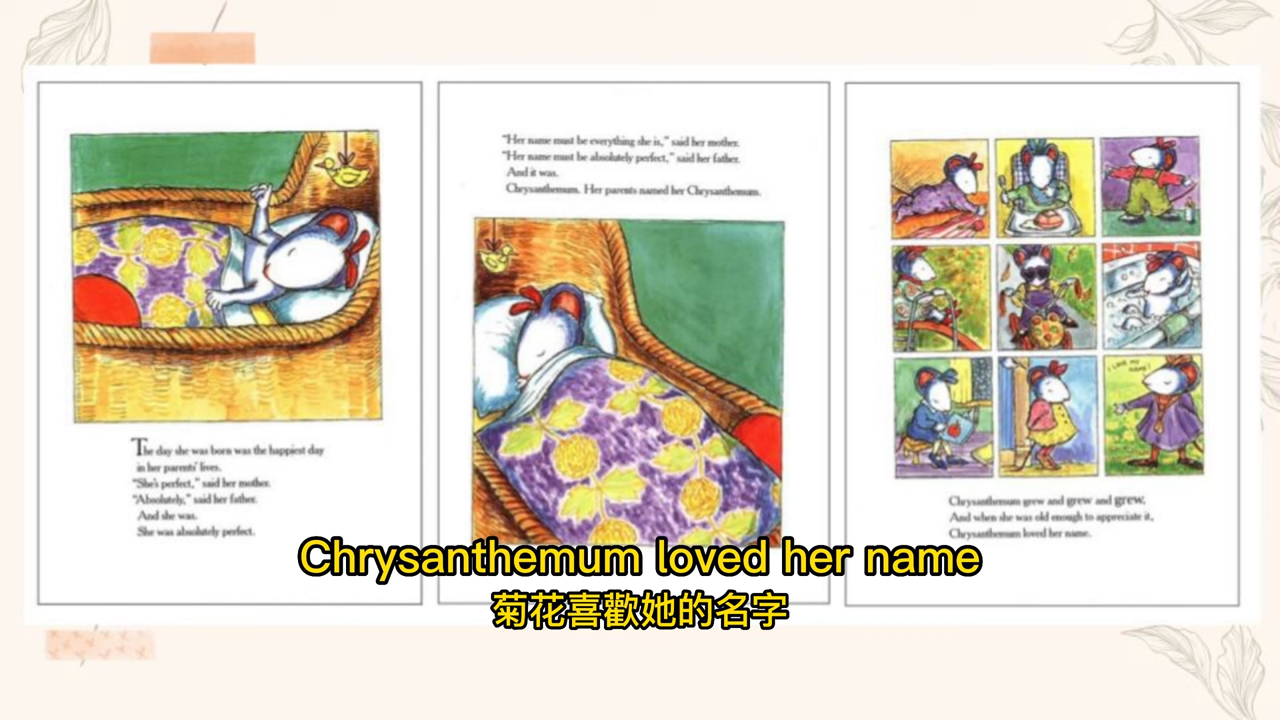 The day she was born was the happiest day
in her parents' lives.
"She's perfect," said her mother.
"Absolutely," said her father.
And she was.
She was absolutely perfect.
"Her name must be everything she is," said her mother.
"Her name must be absolutely perfect," said her father.
And it was.
Chrysanthemum. Her parents named her Chrysanthemum.
I LOVE MY
NAME!
Chrysanthemum grew and grew and grew.
And when she was old enough to appreciate it,
Chrysanthemum loved her name.
Chrysanthemum loved her name
菊花喜歡她的名字